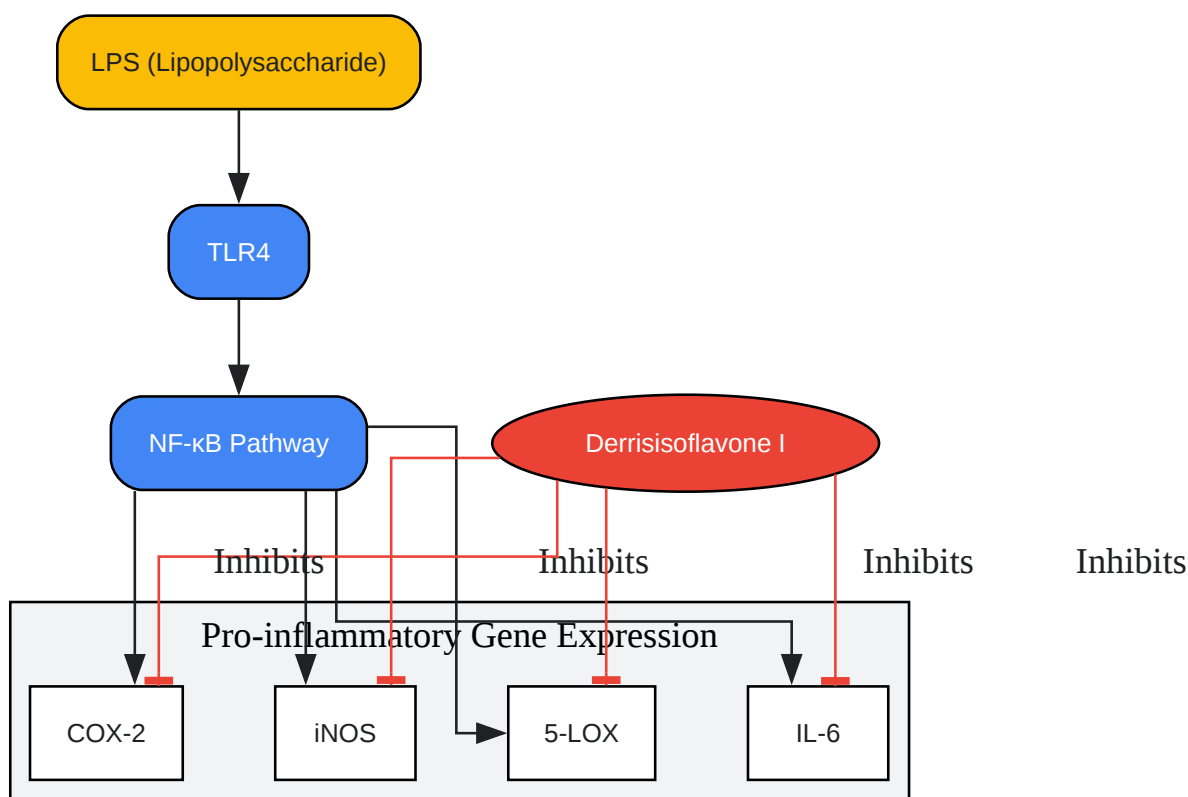 LPS (Lipopolysaccharide)
TLR4
NF-κB Pathway
Derrisisoflavone I
Inhibits
Inhibits
Inhibits
Inhibits
Pro-inflammatory Gene Expression
COX-2
iNOS
5-LOX
IL-6